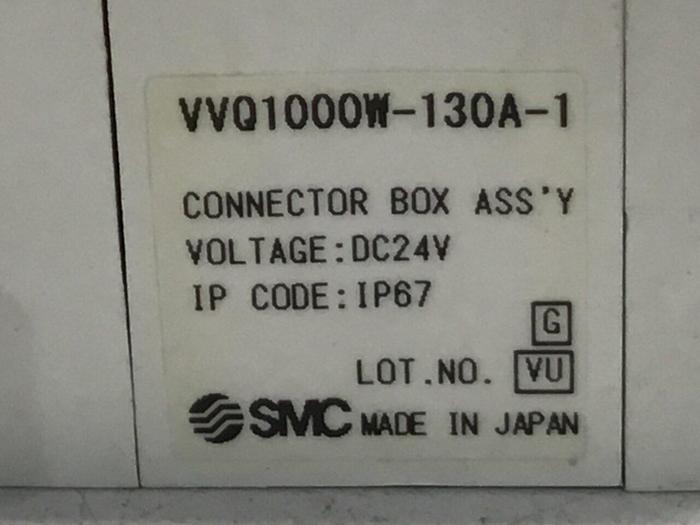 VVQ1000W-130A-1
CONNECTOR BOX ASS'Y
VOLTAGE:DC24V
IP CODE:IP67
G
LOT.NO. VU
SMC MADE IN JAPAN